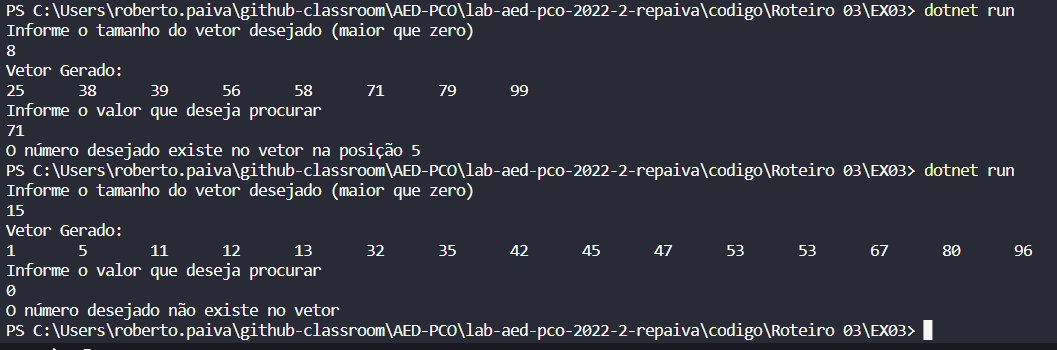 PS C:\Users\roberto.paiva\github-classroom\AED-PCO\lab-aed-pco-2022-2-repaiva\codigo\Roteiro 03\EX03> dotnet run
Informe o tamanho do vetor desejado (maior que zero)
8
Vetor Gerado:
25 38 39 56 58 71 79 99
Informe o valor que deseja procurar
71
O número desejado existe no vetor na posição 5
PS C:\Users\roberto.paiva\github-classroom\AED-PCO\lab-aed-pco-2022-2-repaiva\codigo\Roteiro 03\EX03> dotnet run
Informe o tamanho do vetor desejado (maior que zero)
15
Vetor Gerado:
1 5 11 12 13 32 35 42 45 47 53 53 67 80 96
Informe o valor que deseja procurar
0
O número desejado não existe no vetor
PS C:\Users\roberto.paiva\github-classroom\AED-PCO\lab-aed-pco-2022-2-repaiva\codigo\Roteiro 03\EX03>